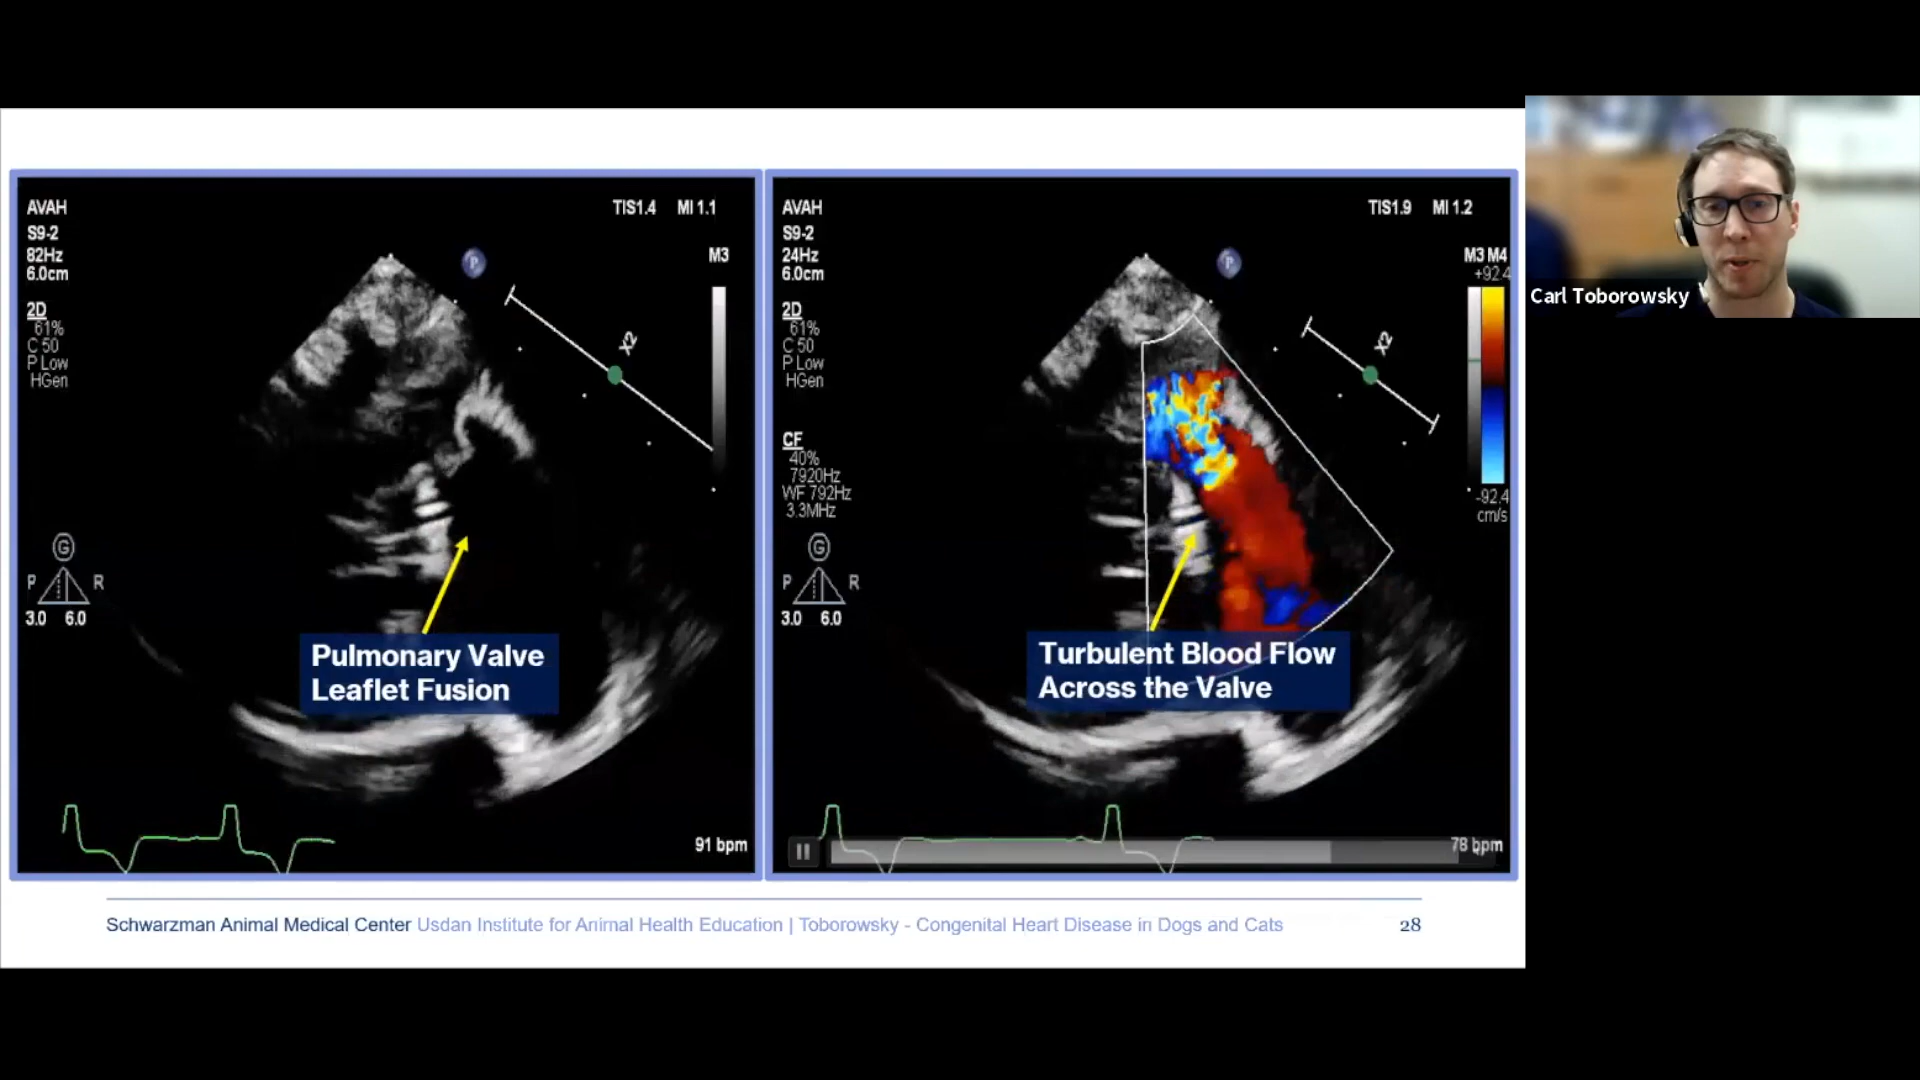 AVAH
TIS1.4 MI 1.1
S9-2
82Hz
6.0cm
M3
2D
61%
C 50
P Low
HGen
X2
P
G
P R
3.0 6.0
Pulmonary Valve
Leaflet Fusion
91 bpm
AVAH
TIS1.9 MI 1.2
S9-2
24Hz
6.0cm
M3 M4
+92.4
2D
61%
C 50
P Low
HGen
X2
P
CF
40%
7920Hz
WF 792Hz
3.3MHz
-92.4
cm/s
G
P R
3.0 6.0
Turbulent Blood Flow
Across the Valve
78 bpm
Schwarzman Animal Medical Center Usdan Institute for Animal Health Education | Toborowsky - Congenital Heart Disease in Dogs and Cats 28
Carl Toborowsky